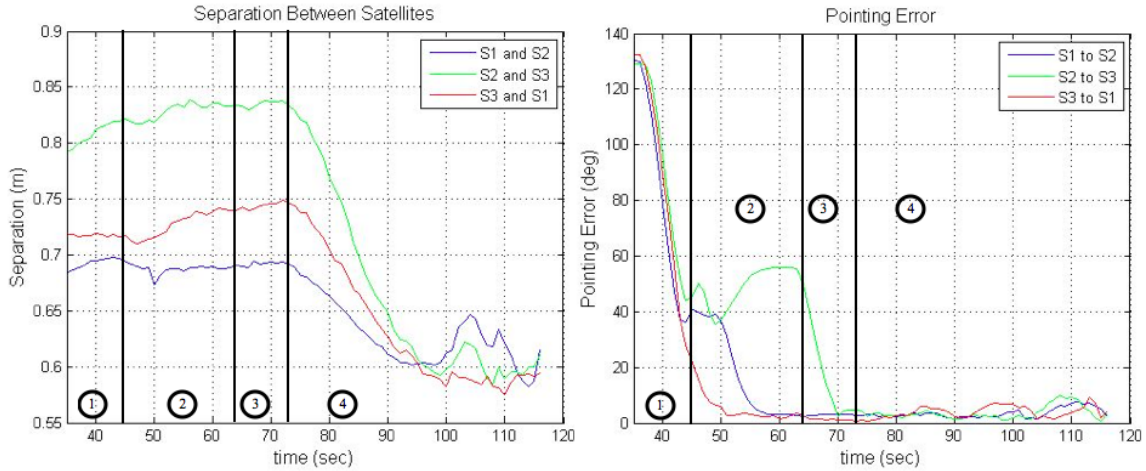 Separation Between Satellites
0.9
0.85
0.8
0.75
0.7
0.65
0.6
0.55
Separation (m)
S1 and S2
S2 and S3
S3 and S1
1
2
3
4
40 50 60 70 80 90 100 110 120
time (sec)
Pointing Error
140
120
100
80
60
40
20
0
Pointing Error (deg)
S1 to S2
S2 to S3
S3 to S1
2
3
4
1
40 50 60 70 80 90 100 110 120
time (sec)